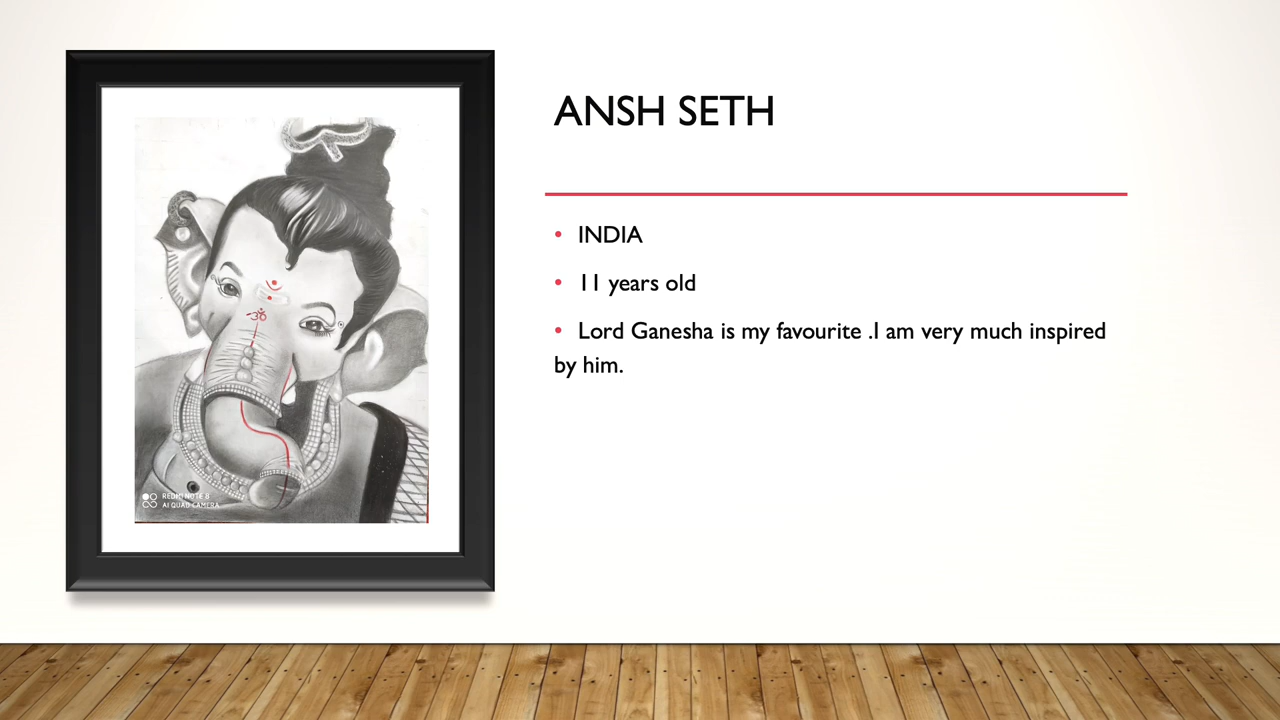 ANSH SETH
• INDIA
• 11 years old
• Lord Ganesha is my favourite .I am very much inspired
by him.
ॐ
REDMI NOTE 8
AI QUAD CAMERA